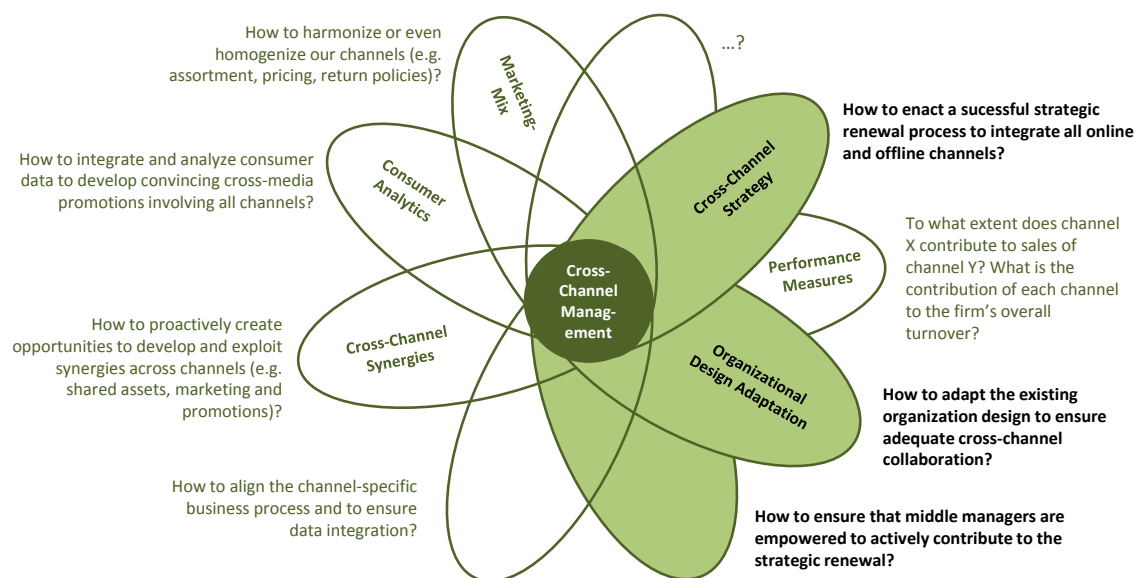 How to harmonize or even
homogenize our channels (e.g.
assortment, pricing, return policies)?
...?
Marketing-
Mix
How to enact a sucessful strategic
renewal process to integrate all online
and offline channels?
Cross-Channel
Strategy
How to integrate and analyze consumer
data to develop convincing cross-media
promotions involving all channels?
Consumer
Analytics
To what extent does channel
X contribute to sales of
channel Y? What is the
contribution of each channel
to the firm's overall
turnover?
Performance
Measures
Cross-
Channel
Manag-
ement
How to proactively create
opportunities to develop and exploit
synergies across channels (e.g.
shared assets, marketing and
promotions)?
Cross-Channel
Synergies
Organizational
Design Adaptation
How to adapt the existing
organization design to ensure
adequate cross-channel
collaboration?
How to align the channel-specific
business process and to ensure
data integration?
How to ensure that middle managers are
empowered to actively contribute to the
strategic renewal?